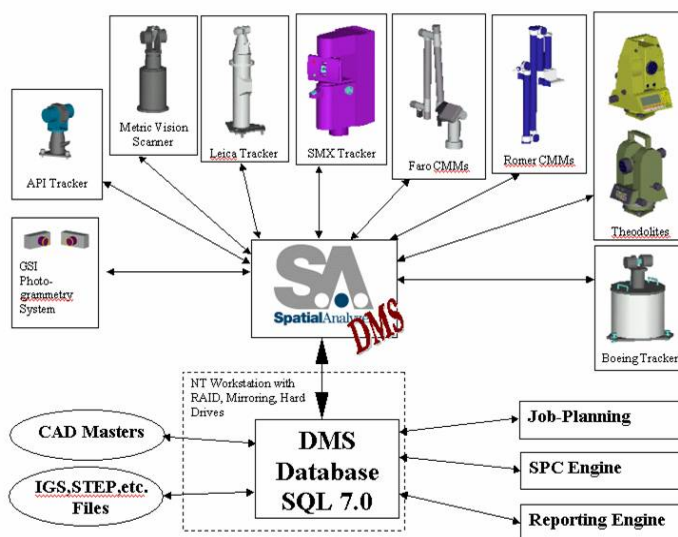 Metric Vision
Scanner
Leica Tracker
SMX Tracker
Faro CMMs
Romer CMMs
API Tracker
Theodolites
GSI
Photo-
grammetry
System
SA
SpatialAnalyzer
DMS
Boeing Tracker
NT Workstation with
RAID, Mirroring, Hard
Drives
CAD Masters
IGS,STEP,etc.
Files
DMS
Database
SQL 7.0
Job-Planning
SPC Engine
Reporting Engine